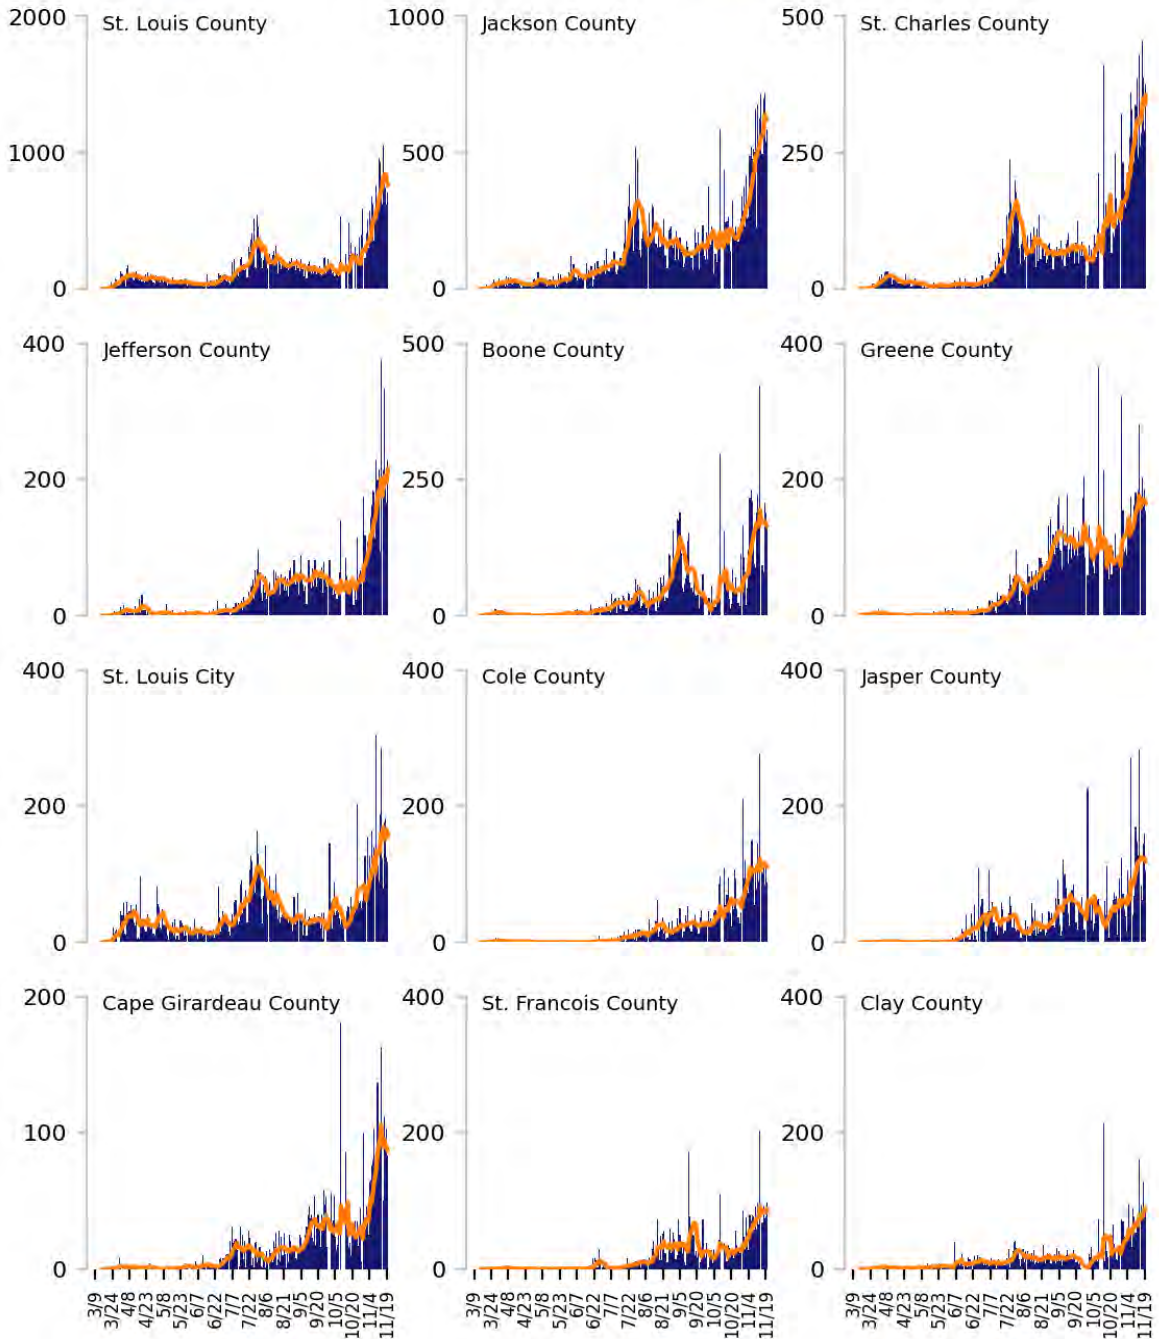 St. Louis County
2000
1000
0
Jackson County
1000
500
0
St. Charles County
500
250
0
Jefferson County
400
200
0
Boone County
500
250
0
Greene County
400
200
0
St. Louis City
400
200
0
Cole County
400
200
0
Jasper County
400
200
0
Cape Girardeau County
200
100
0
St. Francois County
400
200
0
Clay County
400
200
0
3/9 3/24 4/8 4/23 5/8 5/23 6/7 6/22 7/7 7/22 8/6 8/21 9/5 9/20 10/5 10/20 11/4 11/19
3/9 3/24 4/8 4/23 5/8 5/23 6/7 6/22 7/7 7/22 8/6 8/21 9/5 9/20 10/5 10/20 11/4 11/19
3/9 3/24 4/8 4/23 5/8 5/23 6/7 6/22 7/7 7/22 8/6 8/21 9/5 9/20 10/5 10/20 11/4 11/19